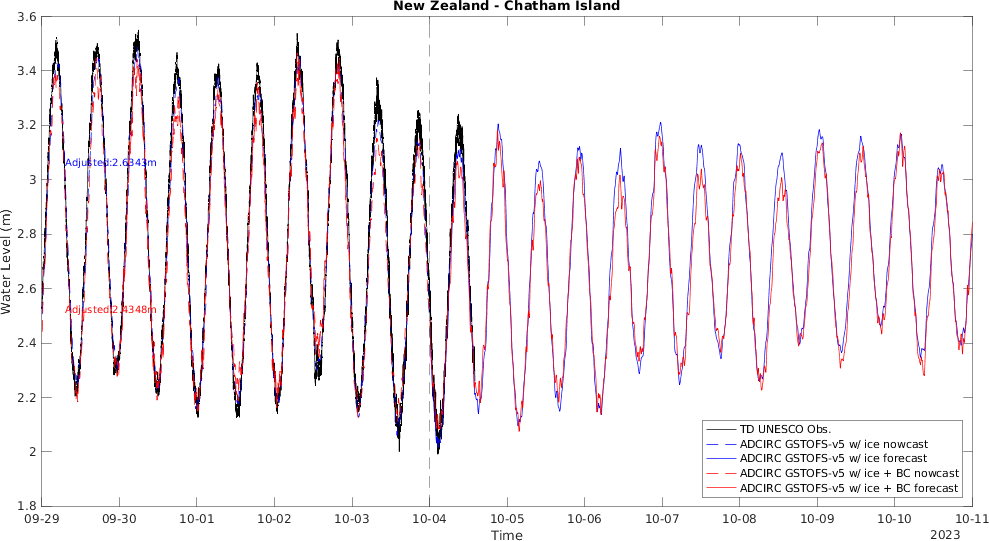 New Zealand - Chatham Island
3.6
3.4
3.2
3
2.8
2.6
2.4
2.2
2
1.8
Water Level (m)
Adjusted:2.6343m
Adjusted:2.4348m
TD UNESCO Obs.
ADCIRC GSTOFS-v5 w/ ice nowcast
ADCIRC GSTOFS-v5 w/ ice forecast
ADCIRC GSTOFS-v5 w/ ice + BC nowcast
ADCIRC GSTOFS-v5 w/ ice + BC forecast
09-29 09-30 10-01 10-02 10-03 10-04 10-05 10-06 10-07 10-08 10-09 10-10 10-11
Time
2023